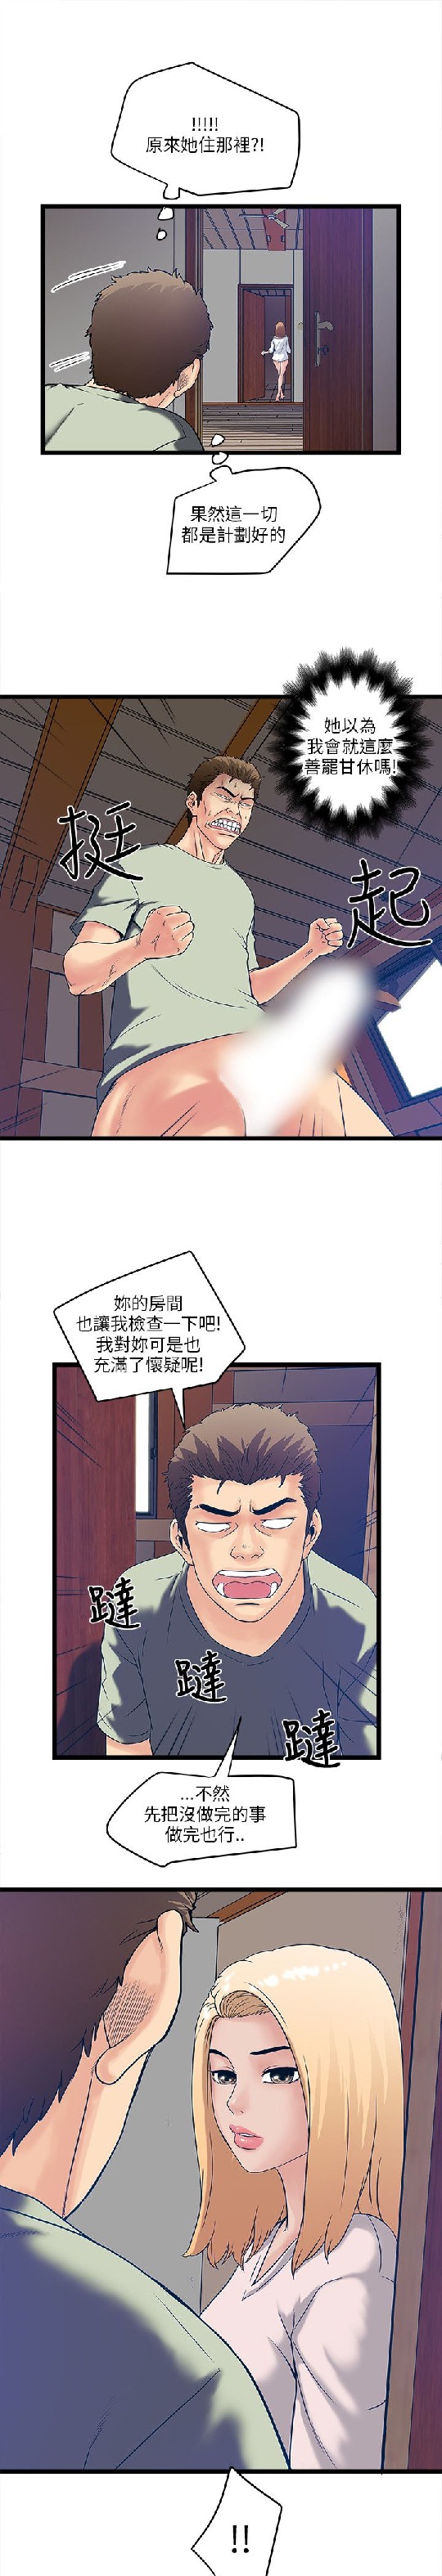 !!!!!
原來她住那裡?!
果然這一切
都是計劃好的
她以為
我會就這麼
善罷甘休嗎!
挺
起
妳的房間
也讓我檢查一下吧!
我對妳可是也
充滿了懷疑呢!
躂
躂
躂
...不然
先把沒做完的事
做完也行..
!!